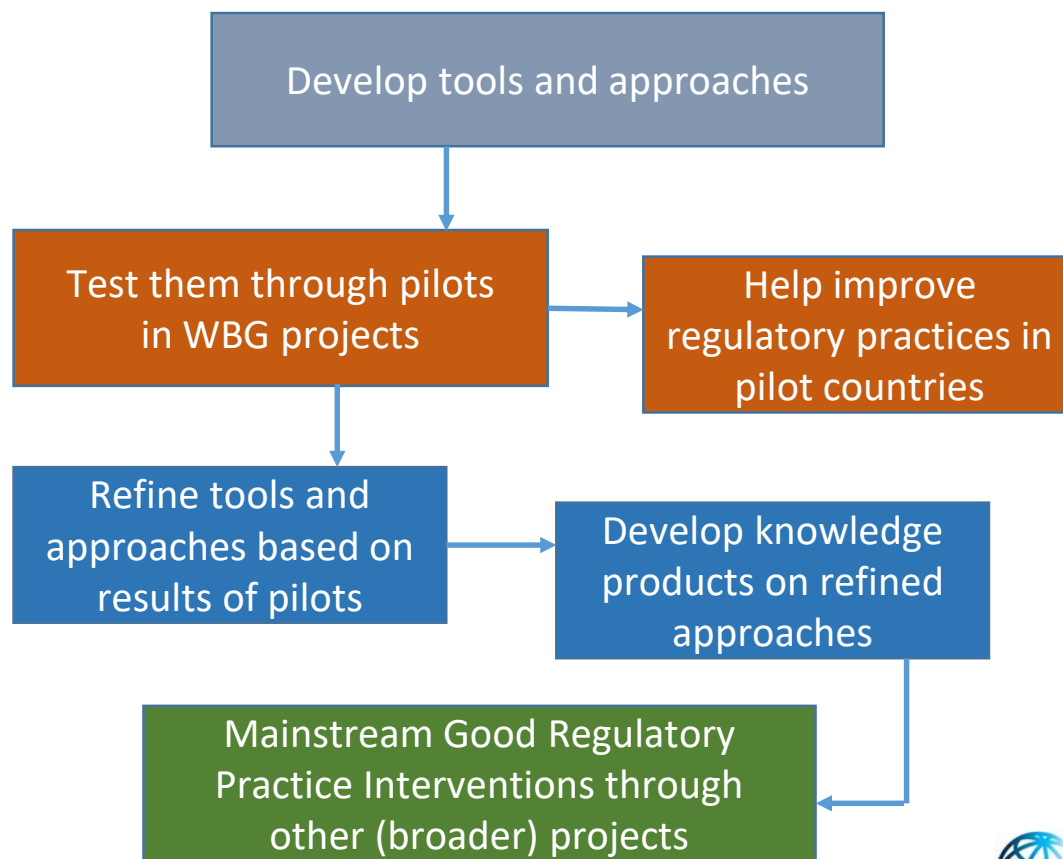 Develop tools and approaches
Test them through pilots
in WBG projects
Help improve
regulatory practices in
pilot countries
Refine tools and
approaches based on
results of pilots
Develop knowledge
products on refined
approaches
Mainstream Good Regulatory
Practice Interventions through
other (broader) projects